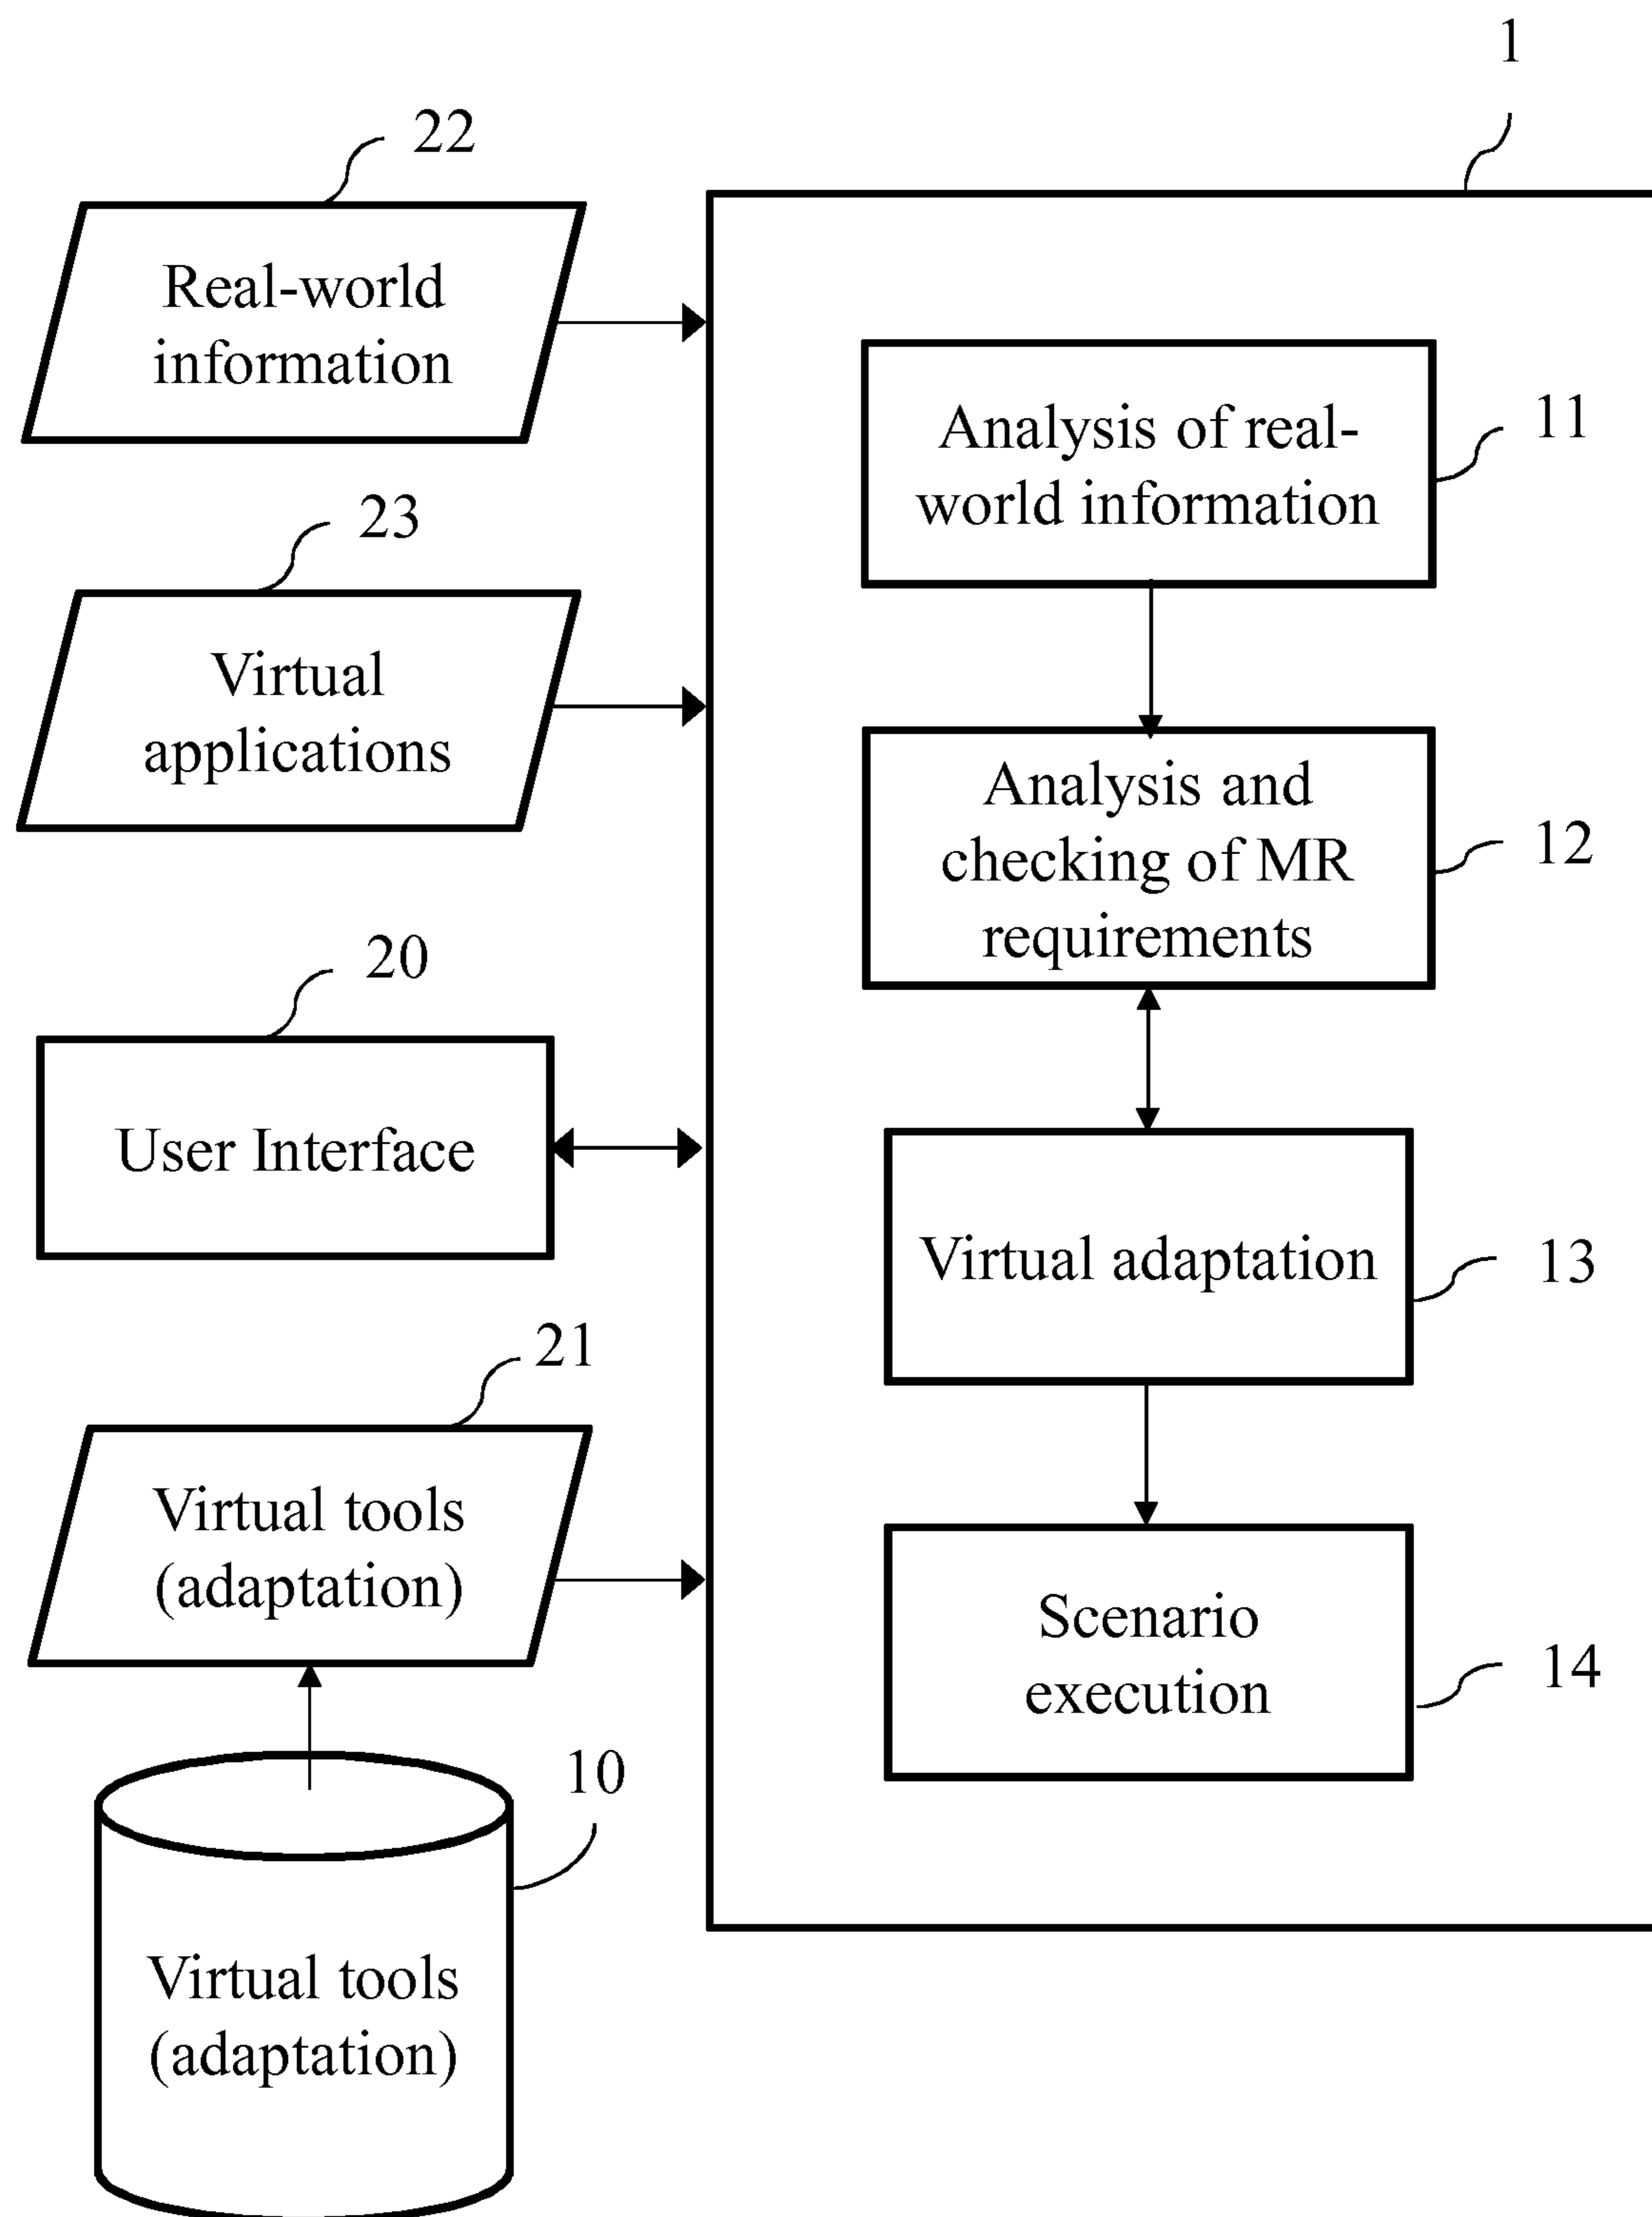 1
22
Real-world
information
23
Virtual
applications
20
User Interface
21
Virtual tools
(adaptation)
10
Virtual tools
(adaptation)
Analysis of real-
world information
11
Analysis and
checking of MR
requirements
12
Virtual adaptation
13
Scenario
execution
14